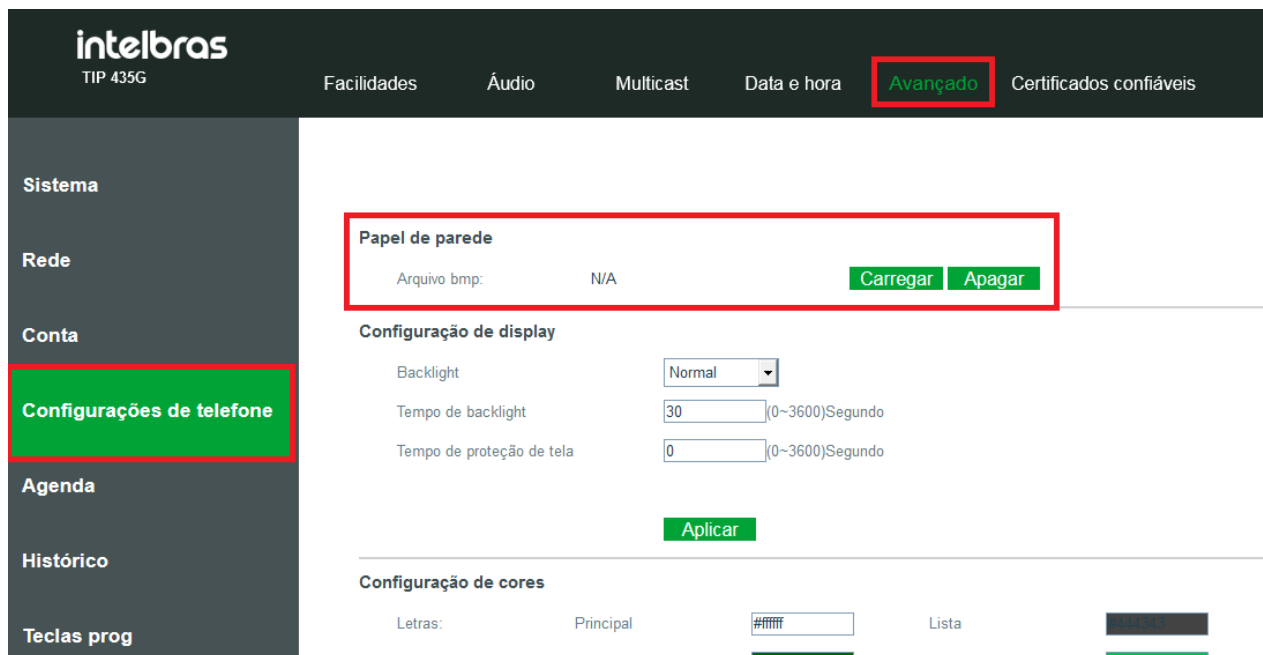 intelbras
TIP 435G
Facilidades Áudio Multicast Data e hora Avançado Certificados confiáveis
Sistema
Rede
Conta
Configurações de telefone
Agenda
Histórico
Teclas prog
Papel de parede
Arquivo bmp: N/A Carregar Apagar
Configuração de display
Backlight Normal
Tempo de backlight 30 (0~3600)Segundo
Tempo de proteção de tela 0 (0~3600)Segundo
Aplicar
Configuração de cores
Letras: Principal #ffffff Lista #444343